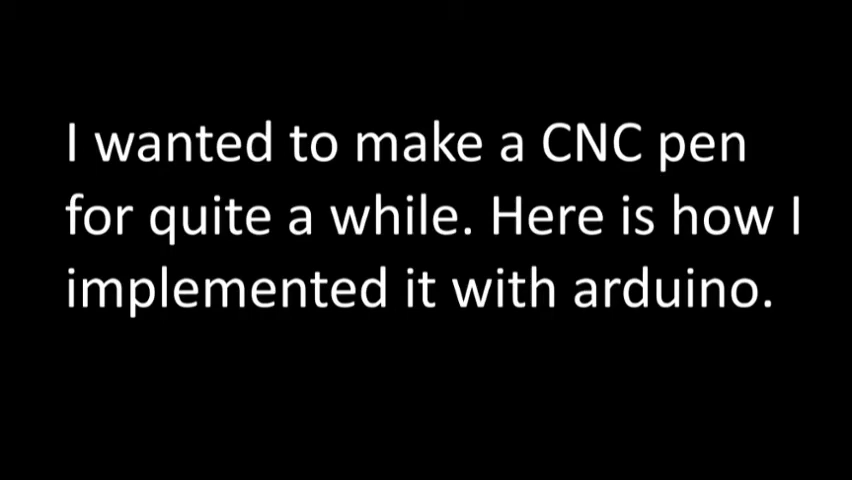 I wanted to make a CNC pen
for quite a while. Here is how I
implemented it with arduino.